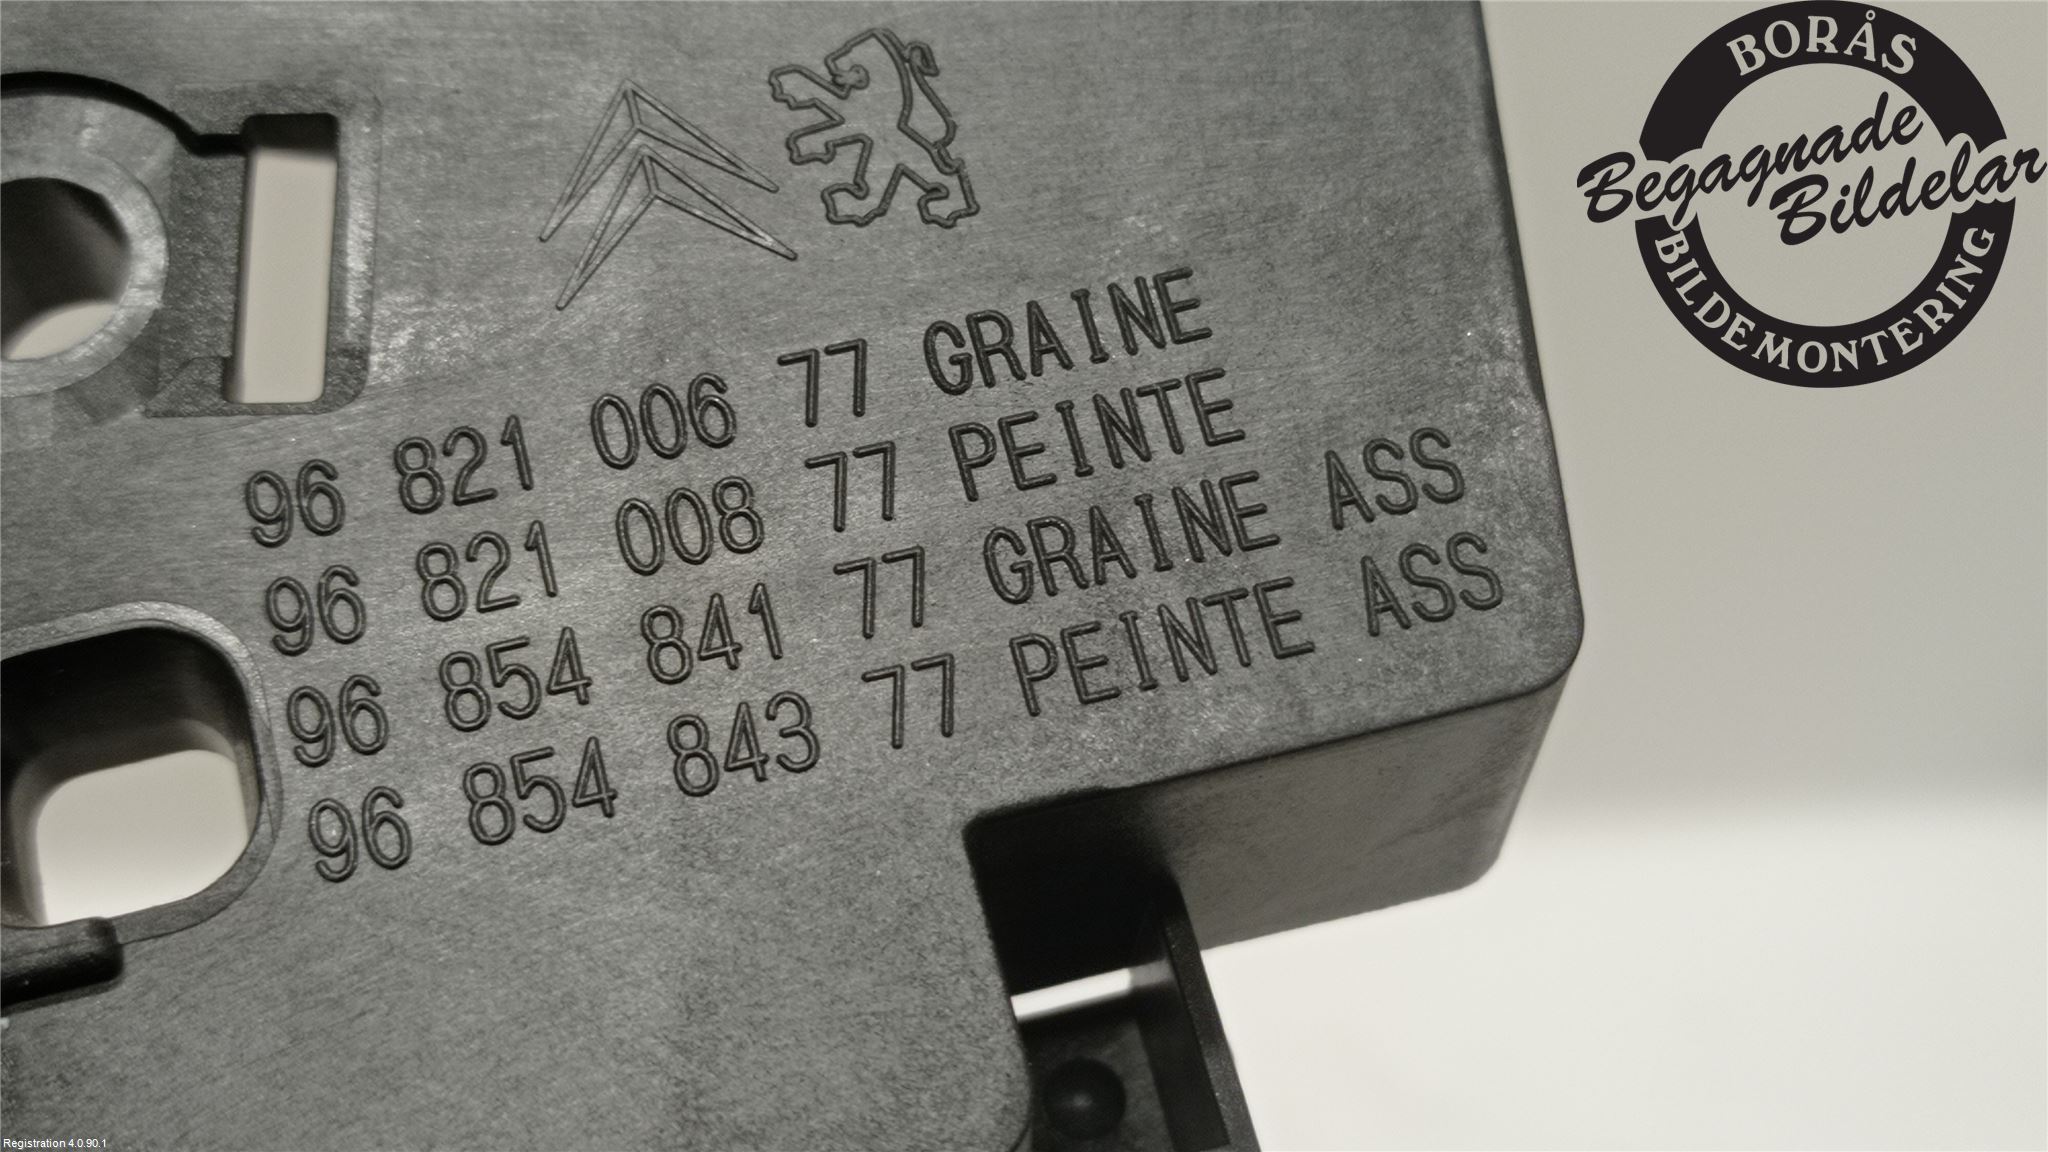 96 821 006 77 GRAINE
96 821 008 77 PEINTE
96 854 841 77 GRAINE ASS
96 854 843 77 PEINTE ASS
BORÅS
Begagnade
Bildelar
BILDEMONTERING
Registration 4.0.90.1